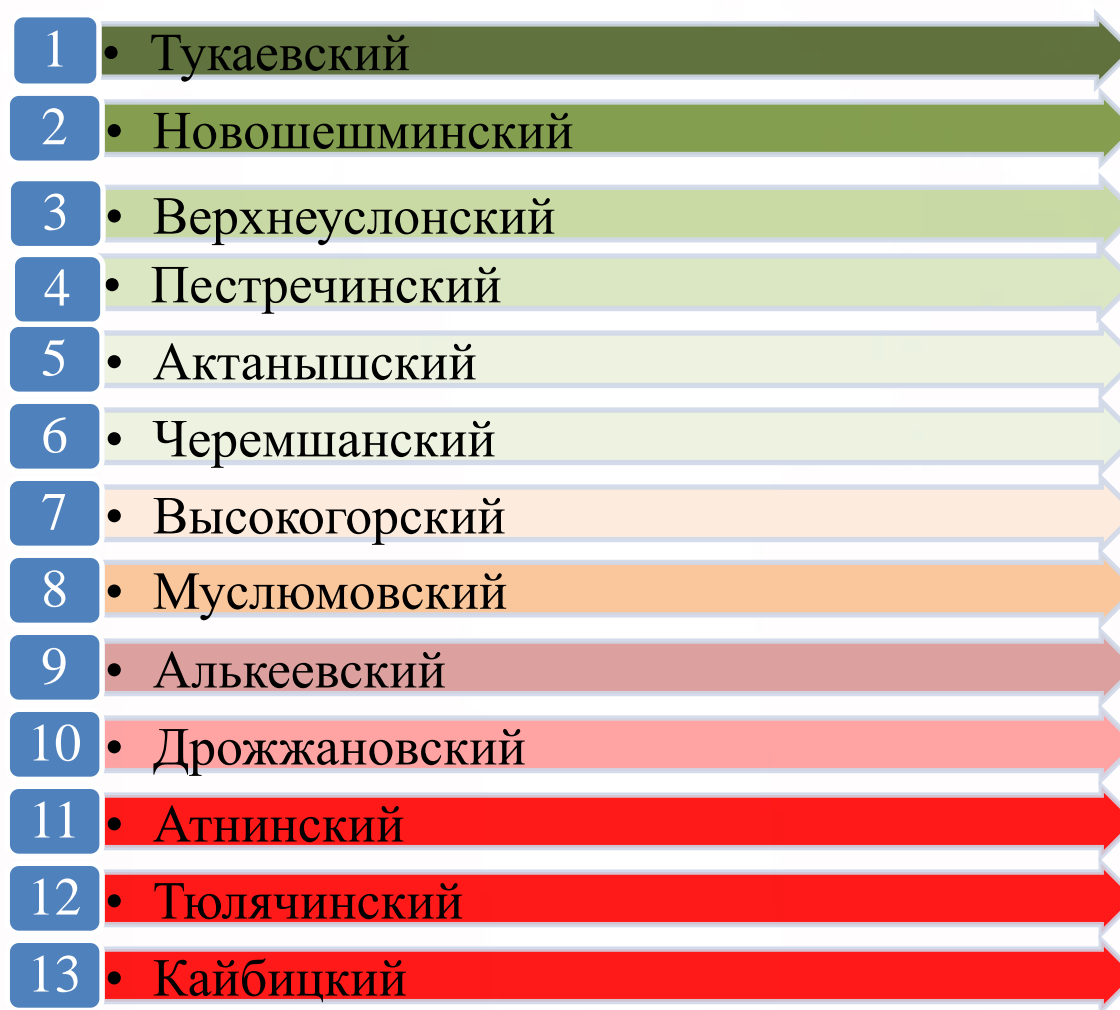 1 • Тукаевский
2 • Новошешминский
3 • Верхнеуслонский
4 • Пестречинский
5 • Актанышский
6 • Черемшанский
7 • Высокогорский
8 • Муслюмовский
9 • Алькеевский
10 • Дрожжановский
11 • Атнинский
12 • Тюлячинский
13 • Кайбицкий